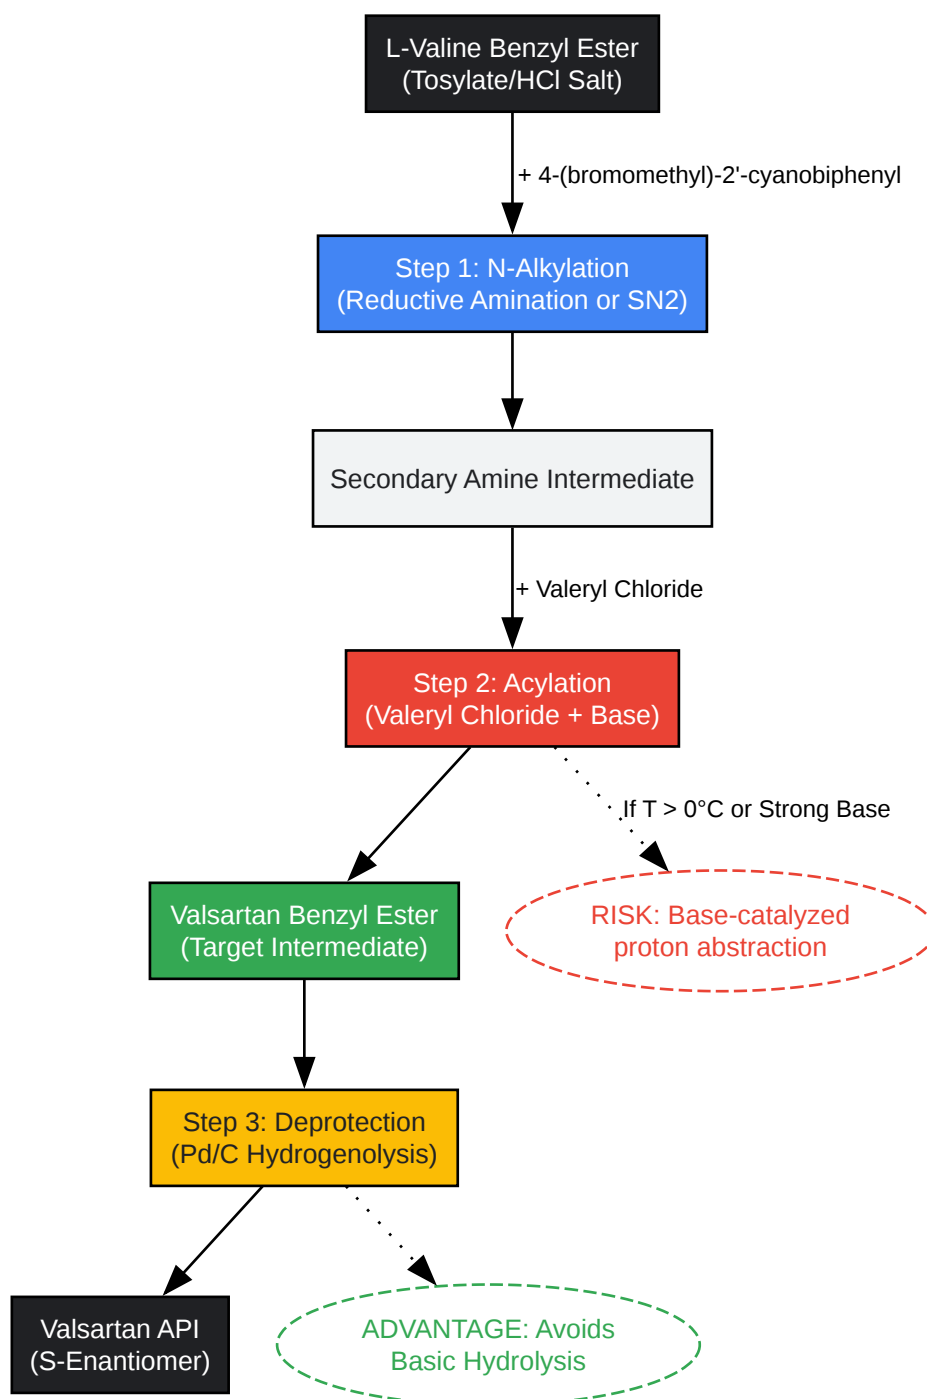 L-Valine Benzyl Ester
(Tosylate/HCl Salt)
+ 4-(bromomethyl)-2'-cyanobiphenyl
Step 1: N-Alkylation
(Reductive Amination or SN2)
Secondary Amine Intermediate
+ Valeryl Chloride
Step 2: Acylation
(Valeryl Chloride + Base)
If T > 0°C or Strong Base
Valsartan Benzyl Ester
(Target Intermediate)
RISK: Base-catalyzed
proton abstraction
Step 3: Deprotection
(Pd/C Hydrogenolysis)
Valsartan API
(S-Enantiomer)
ADVANTAGE: Avoids
Basic Hydrolysis